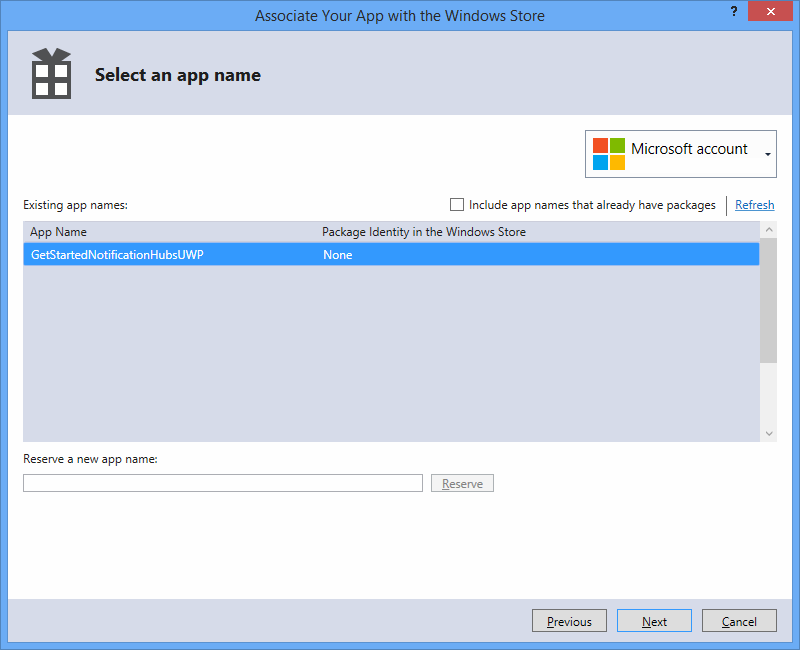 Associate Your App with the Windows Store
?
Select an app name
Microsoft account
Existing app names:
Include app names that already have packages
Refresh
App Name Package Identity in the Windows Store
GetStartedNotificationHubsUWP None
Reserve a new app name:
Reserve
Previous Next Cancel